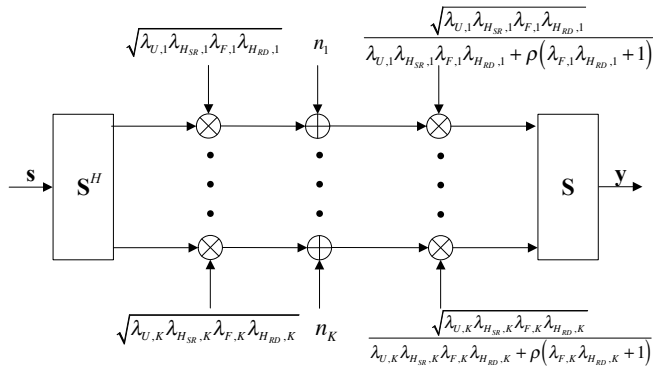 √λ_{U,1}λ_{H_{SR},1}λ_{F,1}λ_{H_{RD},1}
n_1
√λ_{U,1}λ_{H_{SR},1}λ_{F,1}λ_{H_{RD},1}
λ_{U,1}λ_{H_{SR},1}λ_{F,1}λ_{H_{RD},1} + ρ(λ_{F,1}λ_{H_{RD},1} + 1)
s
S^H
S
y
√λ_{U,K}λ_{H_{SR},K}λ_{F,K}λ_{H_{RD},K}
n_K
√λ_{U,K}λ_{H_{SR},K}λ_{F,K}λ_{H_{RD},K}
λ_{U,K}λ_{H_{SR},K}λ_{F,K}λ_{H_{RD},K} + ρ(λ_{F,K}λ_{H_{RD},K} + 1)